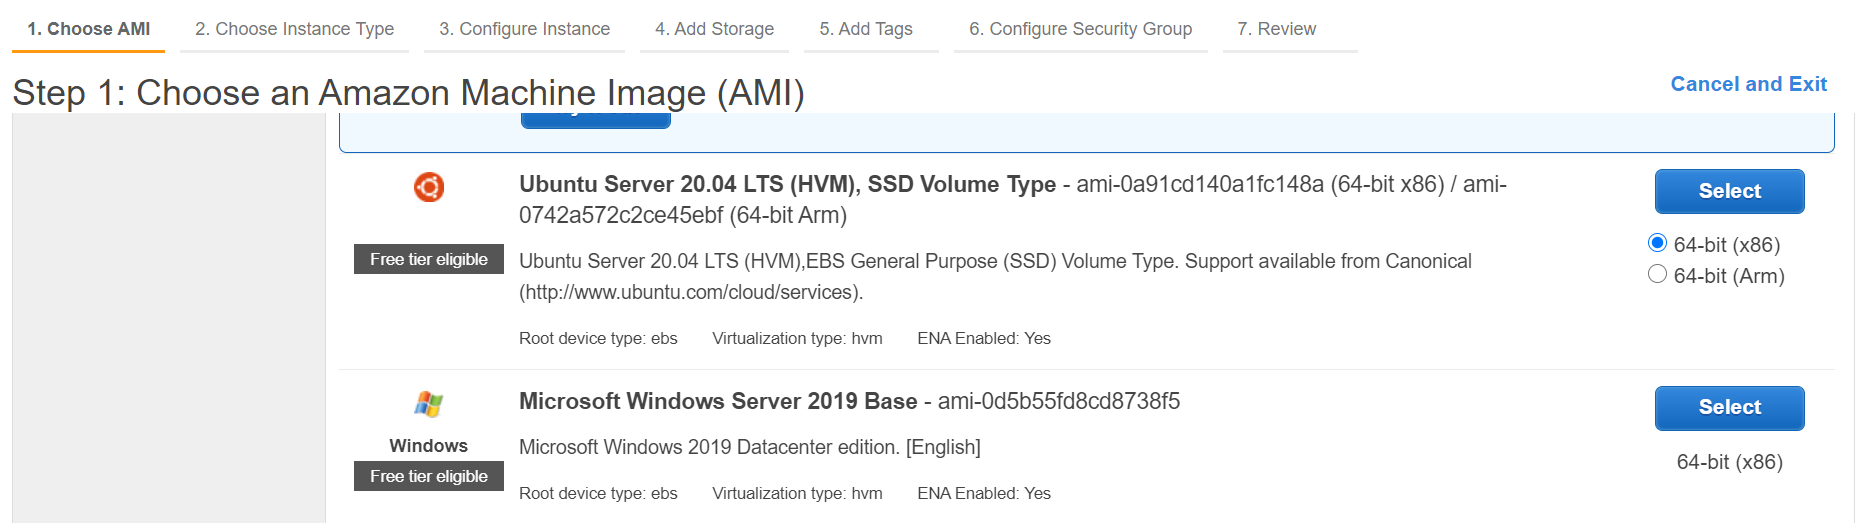 1. Choose AMI 2. Choose Instance Type 3. Configure Instance 4. Add Storage 5. Add Tags 6. Configure Security Group 7. Review
Step 1: Choose an Amazon Machine Image (AMI)
Cancel and Exit
Ubuntu Server 20.04 LTS (HVM), SSD Volume Type - ami-0a91cd140a1fc148a (64-bit x86) / ami-
0742a572c2ce45ebf (64-bit Arm)
Select
64-bit (x86)
64-bit (Arm)
Free tier eligible
Ubuntu Server 20.04 LTS (HVM),EBS General Purpose (SSD) Volume Type. Support available from Canonical
(http://www.ubuntu.com/cloud/services).
Root device type: ebs Virtualization type: hvm ENA Enabled: Yes
Microsoft Windows Server 2019 Base - ami-0d5b55fd8cd8738f5
Select
Windows
Free tier eligible
Microsoft Windows 2019 Datacenter edition. [English]
64-bit (x86)
Root device type: ebs Virtualization type: hvm ENA Enabled: Yes